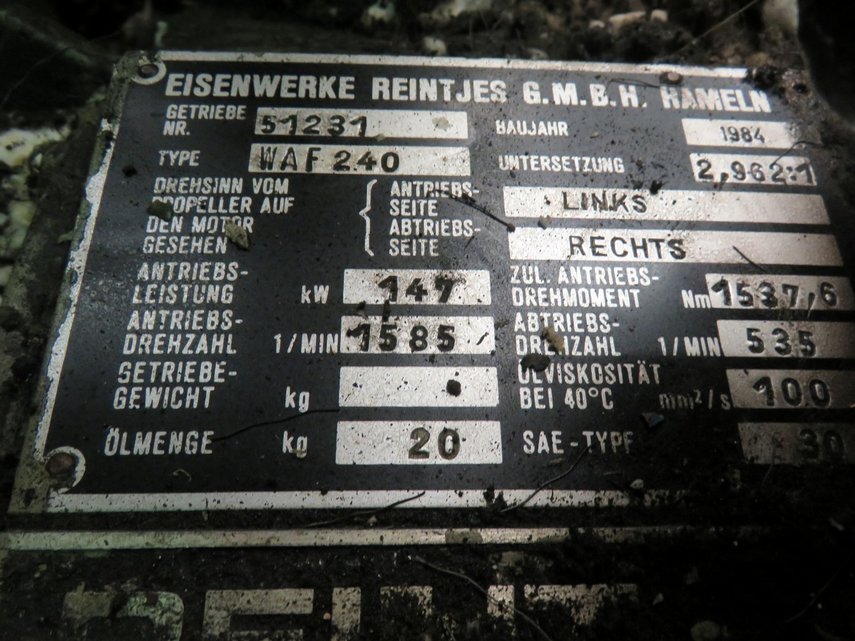 EISENWERKE REINTJES G.M.B.H. HAMELN
GETRIEBE NR. 51231 BAUJAHR 1984
TYPE WAF 240 UNTERSETZUNG 2,962:1
DREHSINN VOM
PROPELLER AUF
DEN MOTOR
GESEHEN
ANTRIEBS-
SEITE LINKS
ABTRIEBS-
SEITE RECHTS
ANTRIEBS-
LEISTUNG kW 147
ZUL. ANTRIEBS-
DREHMOMENT Nm 1537,6
ANTRIEBS-
DREHZAHL 1/MIN 1585
ABTRIEBS-
DREHZAHL 1/MIN 535
GETRIEBE-
GEWICHT kg
ÖLVISKOSITÄT
BEI 40°C mm²/s 100
ÖLMENGE kg 20 SAE-TYPE 30